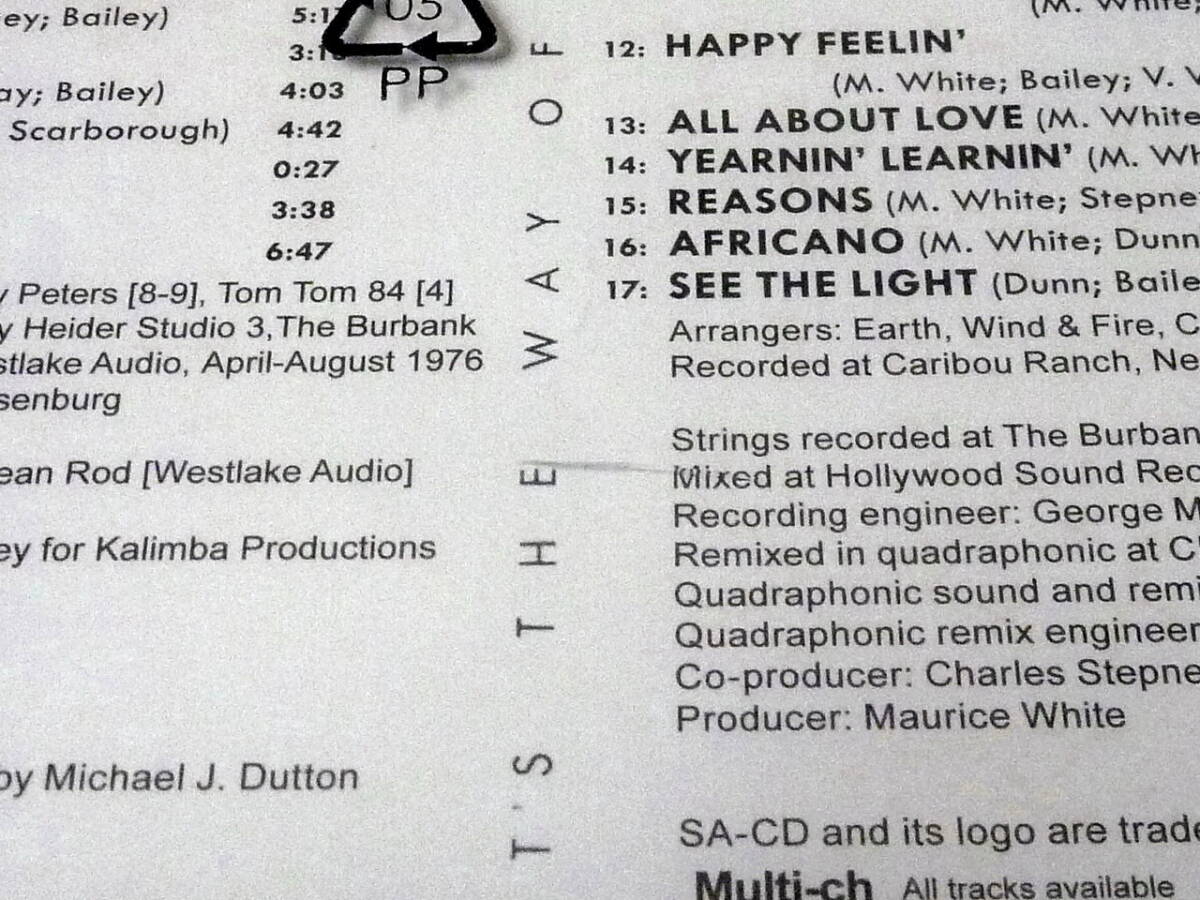 ey; Bailey)
05
PP
ay; Bailey) 4:03
Scarborough) 4:42
0:27
3:38
6:47
Peters [8-9], Tom Tom 84 [4]
y Heider Studio 3, The Burbank
stlake Audio, April-August 1976
senburg
ean Rod [Westlake Audio]
ey for Kalimba Productions
by Michael J. Dutton
T'S THE WAY OF
(M. White;
12: HAPPY FEELIN'
(M. White; Bailey; V. W
13: ALL ABOUT LOVE (M. White
14: YEARNIN' LEARNIN' (M. Wh
15: REASONS (M. White; Stepne
16: AFRICANO (M. White; Dunn
17: SEE THE LIGHT (Dunn; Baile
Arrangers: Earth, Wind & Fire, C
Recorded at Caribou Ranch, Ne
Strings recorded at The Burban
Mixed at Hollywood Sound Rec
Recording engineer: George M
Remixed in quadraphonic at C
Quadraphonic sound and remi
Quadraphonic remix engineer
Co-producer: Charles Stepne
Producer: Maurice White
SA-CD and its logo are trade
Multi-ch All tracks available